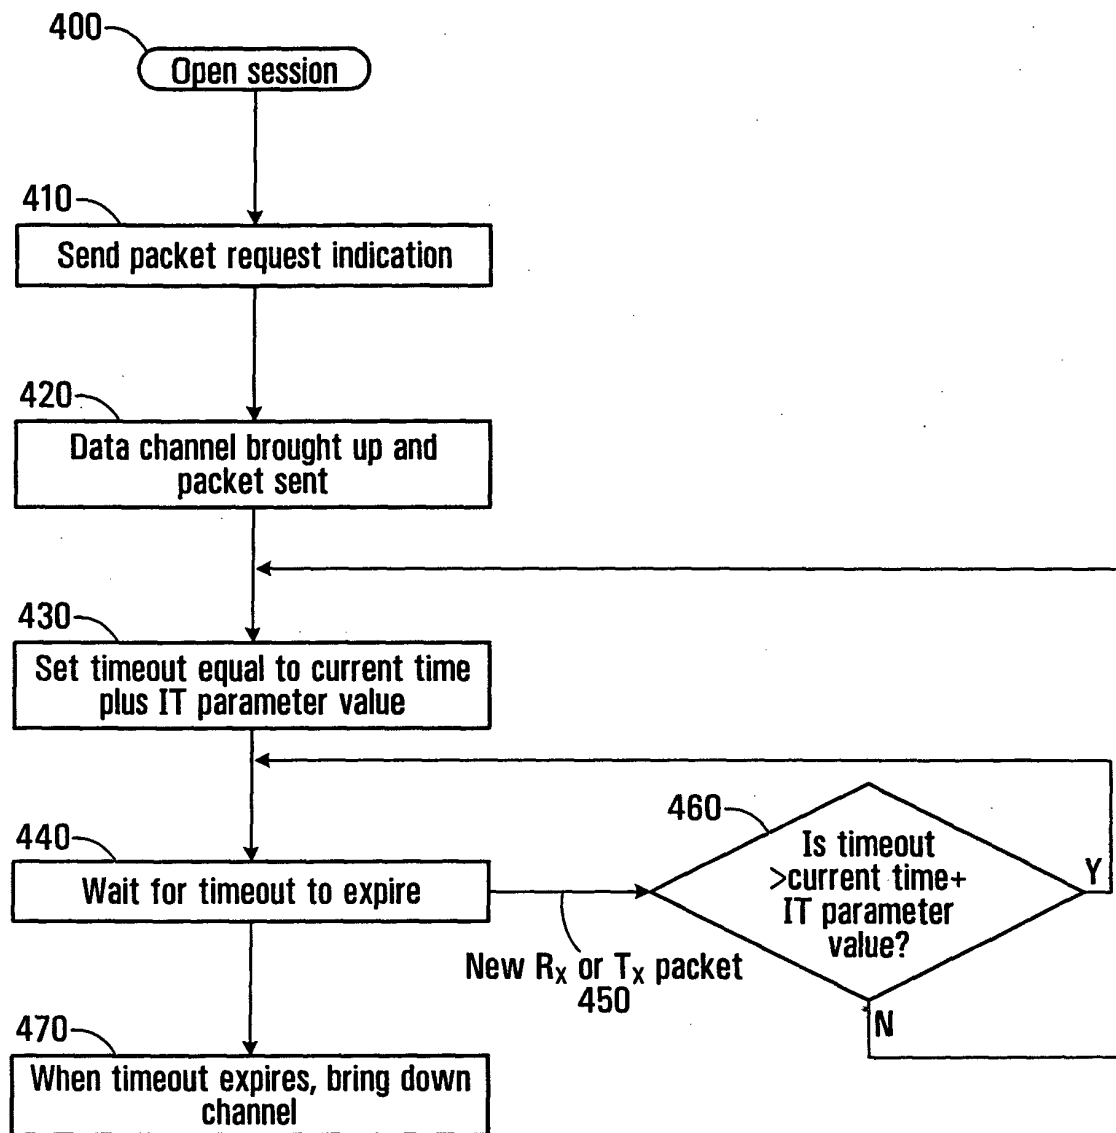 400
Open session
410
Send packet request indication
420
Data channel brought up and
packet sent
430
Set timeout equal to current time
plus IT parameter value
440
Wait for timeout to expire
New Rx or Tx packet
450
460
Is timeout
>current time+
IT parameter
value?
Y
N
470
When timeout expires, bring down
channel